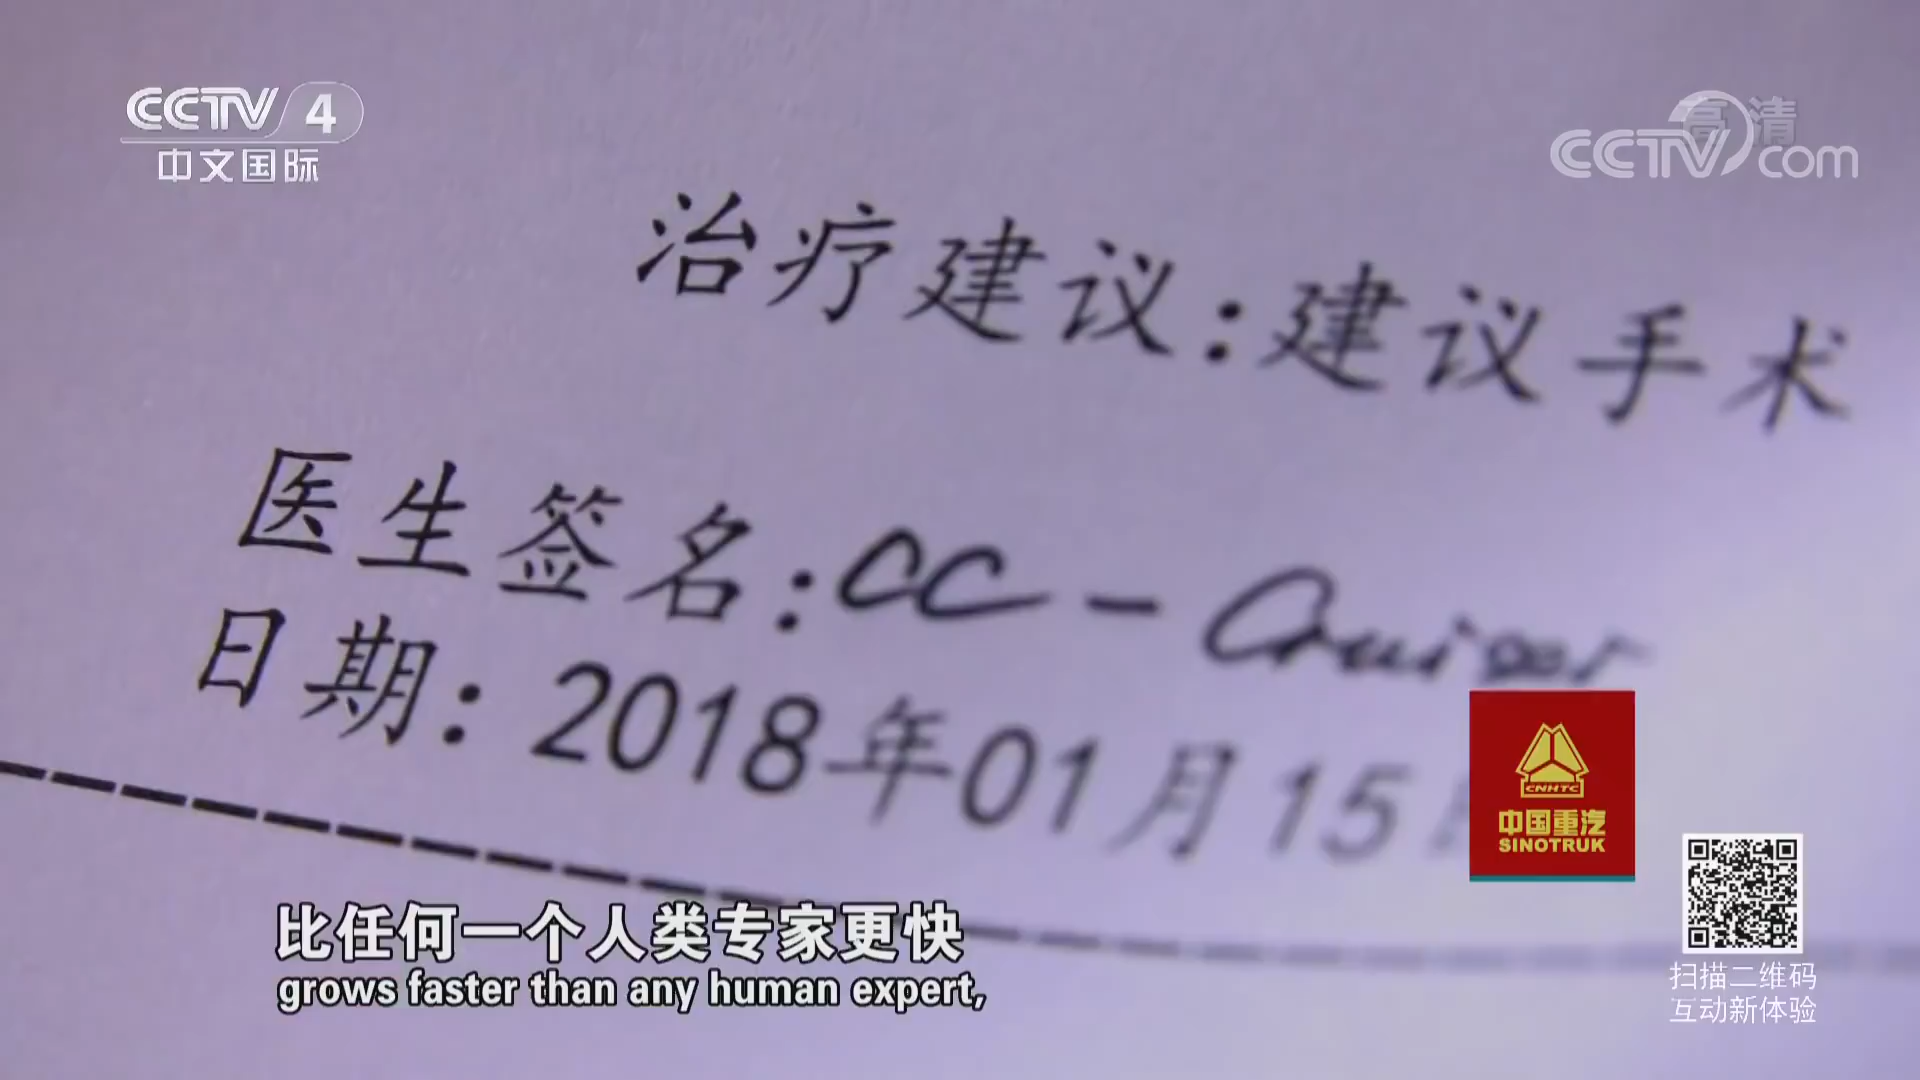 CCTV 4
中文国际
高清
CCTV com
治疗建议：建议手术
医生签名：CC-Cruiser
日期：2018年01月15
CNHTC
中国重汽
SINOTRUK
比任何一个人类专家更快
grows faster than any human expert,
扫描二维码
互动新体验